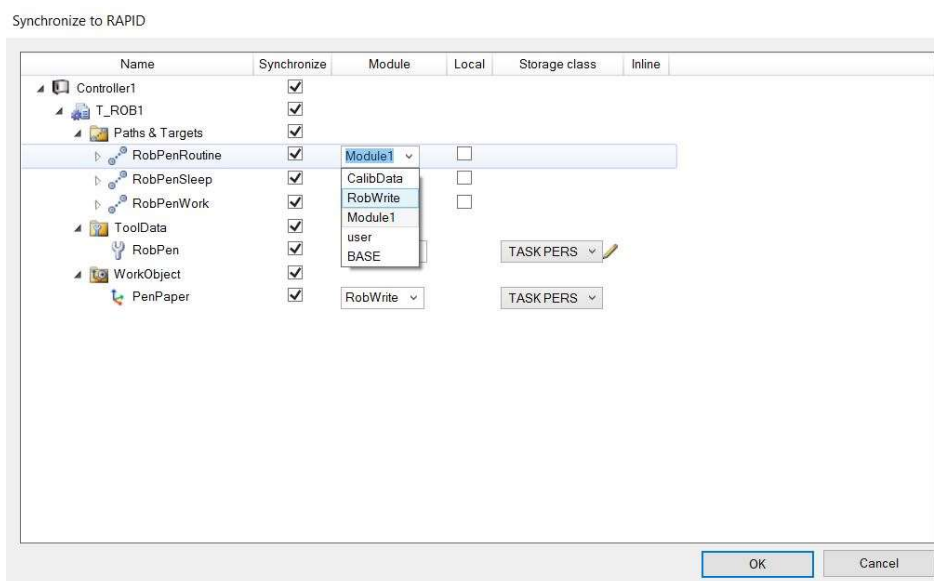 Synchronize to RAPID
Name Synchronize Module Local Storage class Inline
Controller1
T_ROB1
Paths & Targets
RobPenRoutine Module1
RobPenSleep CalibData
RobPenWork RobWrite
Module1
ToolData user
RobPen BASE TASK PERS
WorkObject
PenPaper RobWrite TASK PERS
OK Cancel